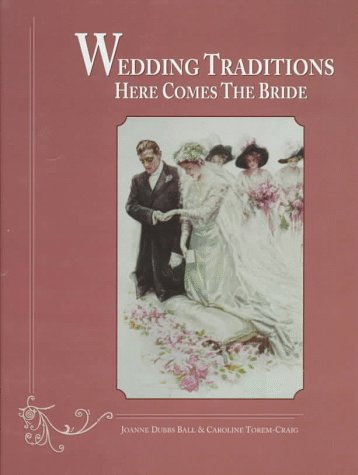 WEDDING TRADITIONS
HERE COMES THE BRIDE
JOANNE DUBBS BALL & CAROLINE TOREM-CRAIG